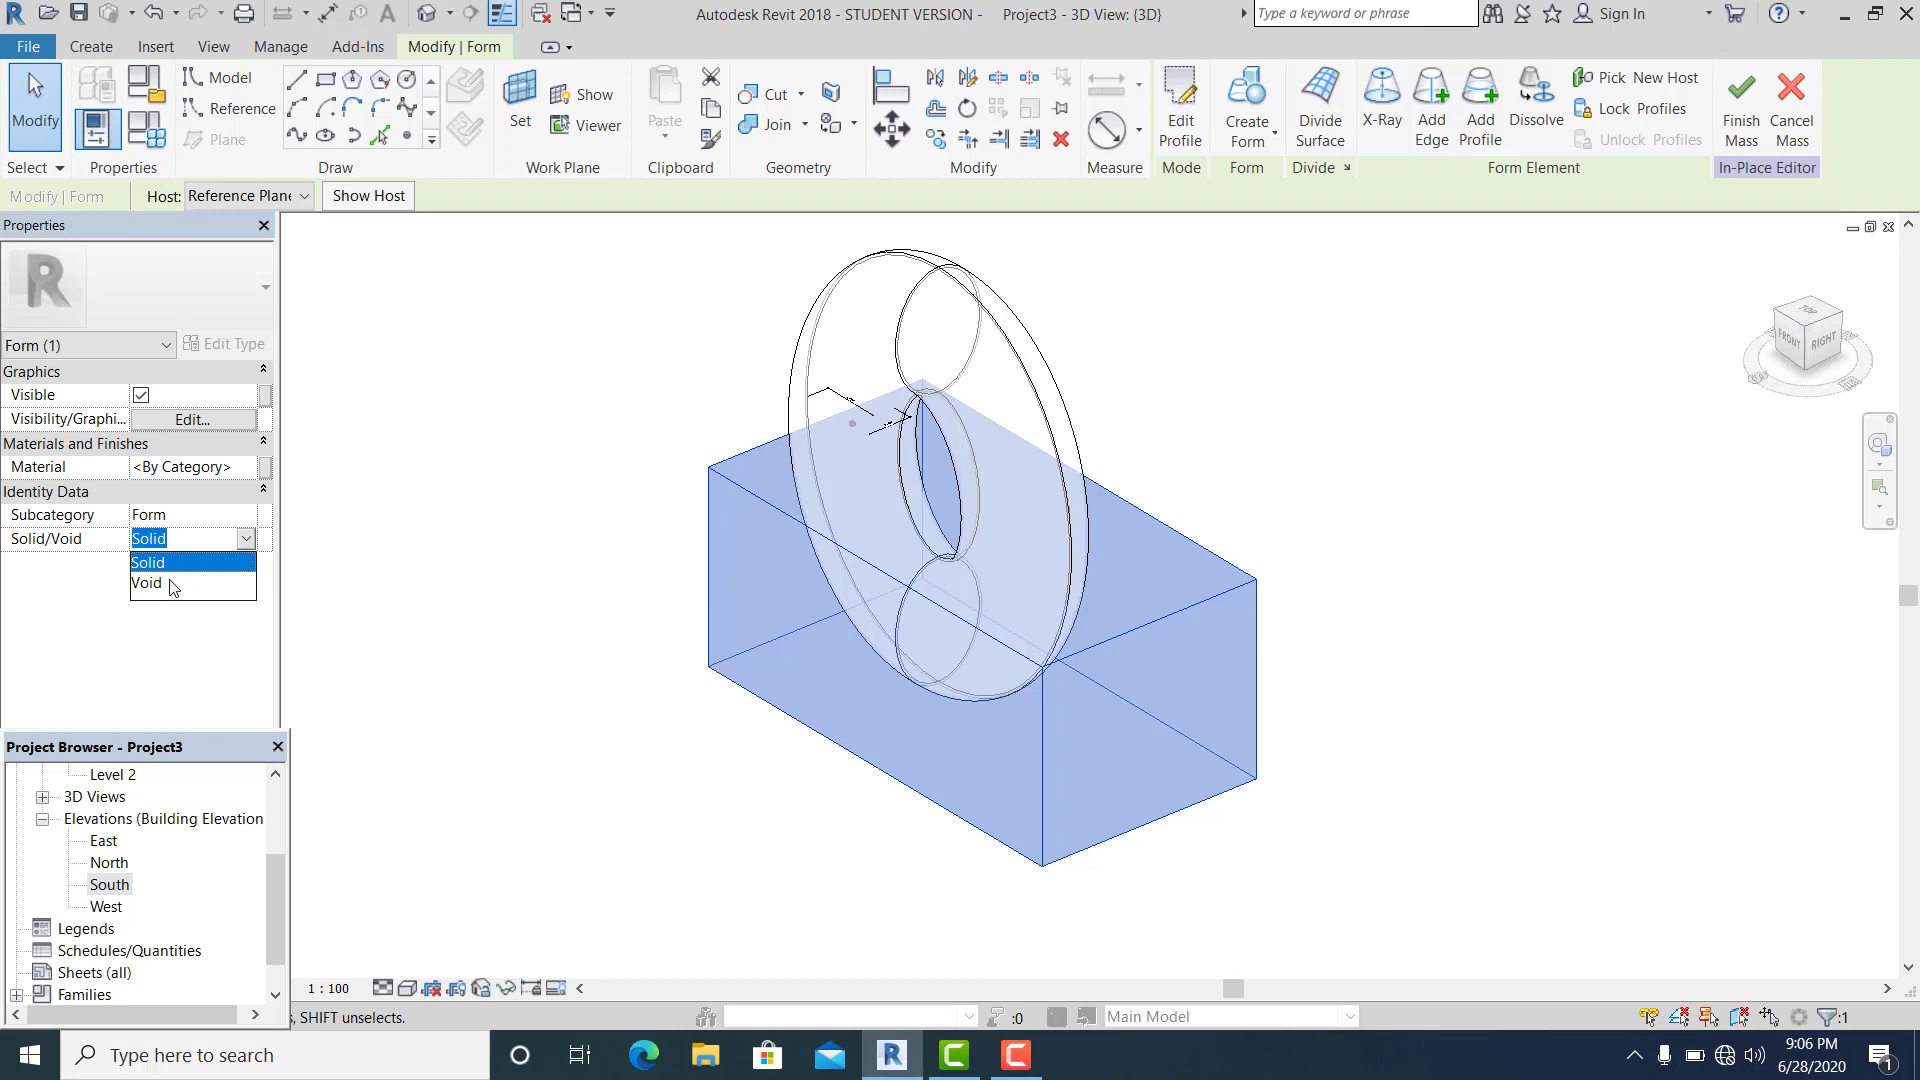 Autodesk Revit 2018 - STUDENT VERSION - Project3 - 3D View: {3D}
Type a keyword or phrase
Sign In
File Create Insert View Manage Add-Ins Modify | Form
Modify
Model
Reference
Plane
Set
Show
Viewer
Paste
Cut
Join
Edit Profile
Create Form
Divide Surface
X-Ray
Add Edge
Add Profile
Dissolve
Pick New Host
Lock Profiles
Unlock Profiles
Finish Mass
Cancel Mass
Select Properties Draw Work Plane Clipboard Geometry Modify Measure Mode Form Divide Form Element In-Place Editor
Modify | Form Host: Reference Plane Show Host
Properties
R
Form (1) Edit Type
Graphics
Visible
Visibility/Graphi... Edit...
Materials and Finishes
Material <By Category>
Identity Data
Subcategory Form
Solid/Void Solid
Solid
Void
TOP
FRONT RIGHT
Project Browser - Project3
Level 2
3D Views
Elevations (Building Elevation
East
North
South
West
Legends
Schedules/Quantities
Sheets (all)
Families
1 : 100
s, SHIFT unselects.
:0
Main Model
:1
Type here to search
9:06 PM
6/28/2020
1